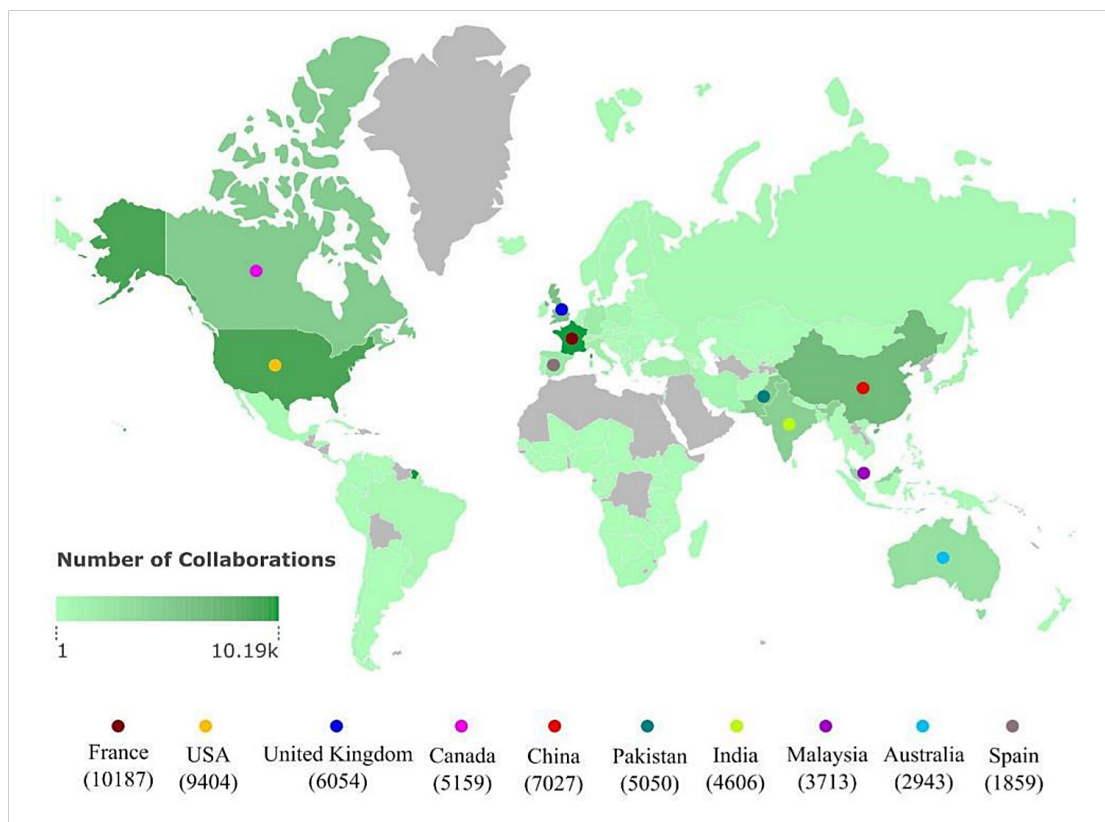 Number of Collaborations
1 10.19k
France USA United Kingdom Canada China Pakistan India Malaysia Australia Spain
(10187) (9404) (6054) (5159) (7027) (5050) (4606) (3713) (2943) (1859)